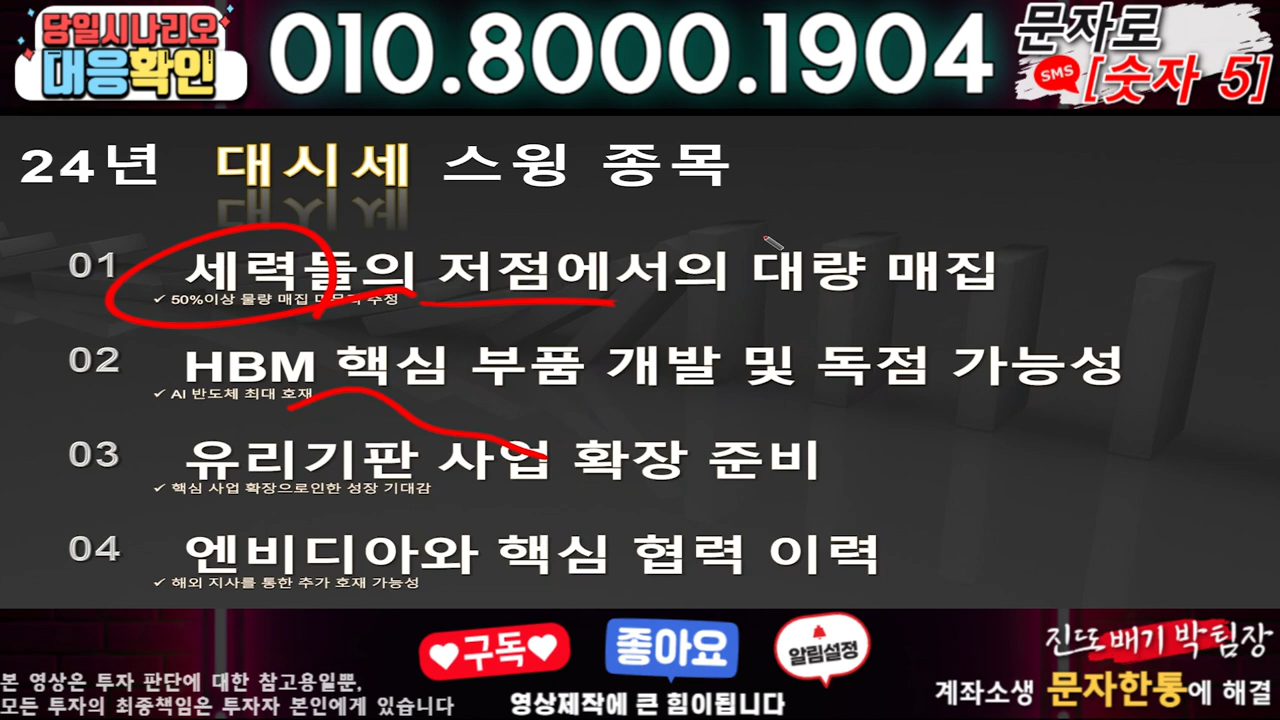 당일시나리오
대응확인
010.8000.1904
문자로
SMS [숫자 5]
24년 대시세 스윙 종목
01 세력들의 저점에서의 대량 매집
✓ 50%이상 물량 매집 추정
02 HBM 핵심 부품 개발 및 독점 가능성
✓ AI 반도체 최대 호재
03 유리기판 사업 확장 준비
✓ 핵심 사업 확장으로인한 성장 기대감
04 엔비디아와 핵심 협력 이력
✓ 해외 지사를 통한 추가 호재 가능성
구독
좋아요
알림설정
영상제작에 큰 힘이됩니다
본 영상은 투자 판단에 대한 참고용일뿐,
모든 투자의 최종책임은 투자자 본인에게 있습니다
진또배기 박팀장
계좌소생 문자한통에 해결